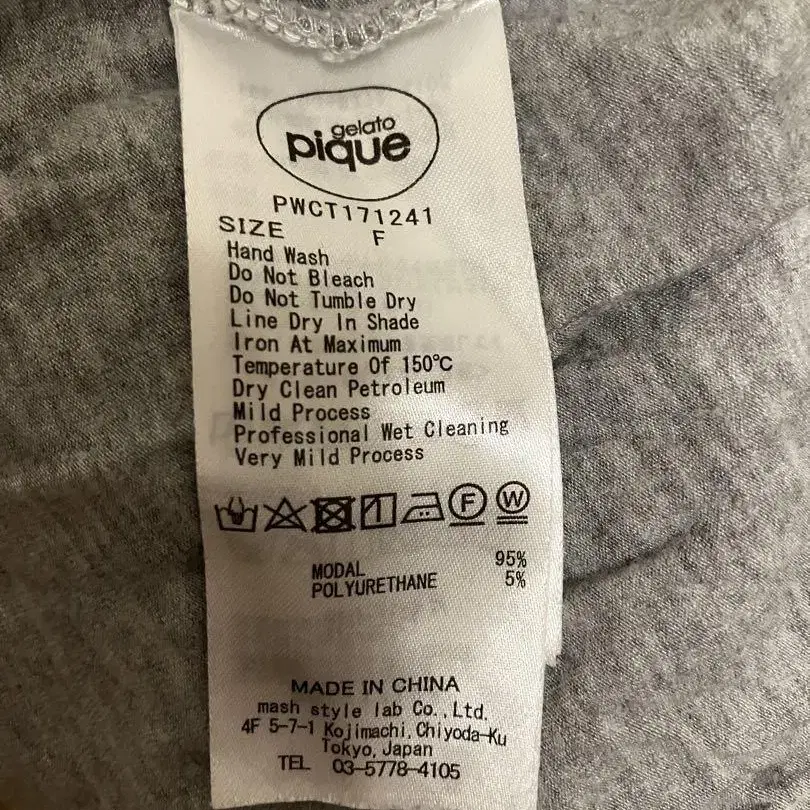 gelato
pique
PWCT171241
SIZE F
Hand Wash
Do Not Bleach
Do Not Tumble Dry
Line Dry In Shade
Iron At Maximum
Temperature Of 150℃
Dry Clean Petroleum
Mild Process
Professional Wet Cleaning
Very Mild Process
F W
MODAL 95%
POLYURETHANE 5%
MADE IN CHINA
mash style lab Co.,Ltd.
4F 5-7-1 Kojimachi,Chiyoda-Ku
Tokyo,Japan
TEL 03-5778-4105